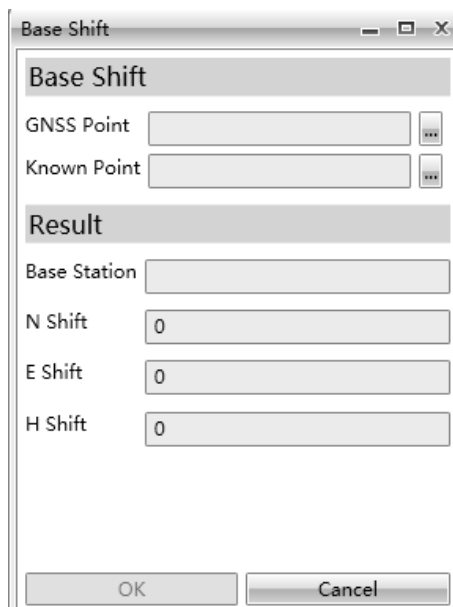 Base Shift
Base Shift
GNSS Point ...
Known Point ...
Result
Base Station
N Shift 0
E Shift 0
H Shift 0
OK Cancel